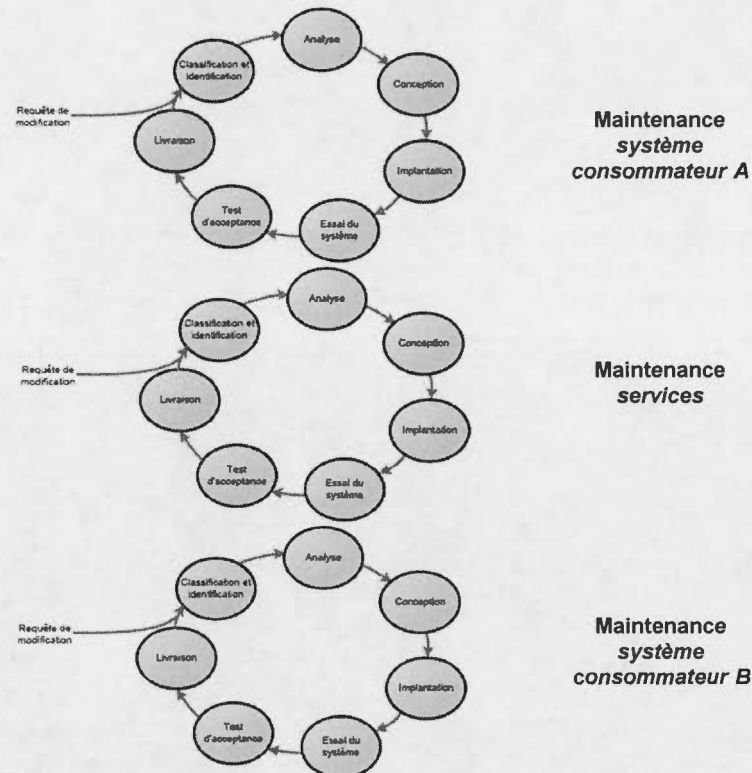 Analyse
Classification et
identification
Conception
Requête de
modification
Livraison
Implantation
Test
d'acceptance
Essai du
système
Maintenance
système
consommateur A
Analyse
Classification et
identification
Conception
Requête de
modification
Livraison
Implantation
Test
d'acceptance
Essai du
système
Maintenance
services
Analyse
Classification et
identification
Conception
Requête de
modification
Livraison
Implantation
Test
d'acceptance
Essai du
système
Maintenance
système
consommateur B